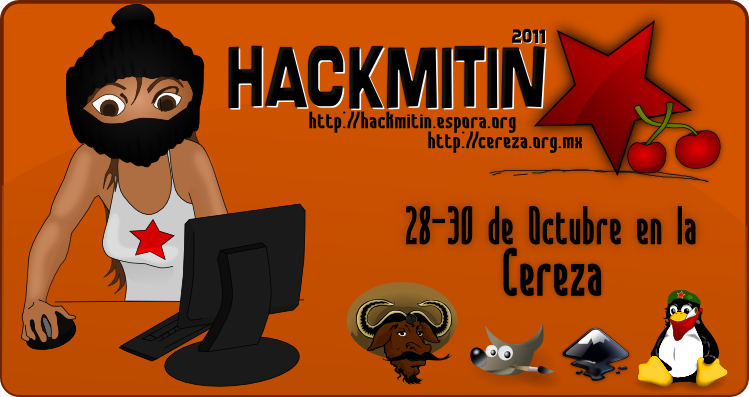 2011
HACKMITIN
http://hackmitin.espora.org
http://cereza.org.mx
28-30 de Octubre en la
Cereza